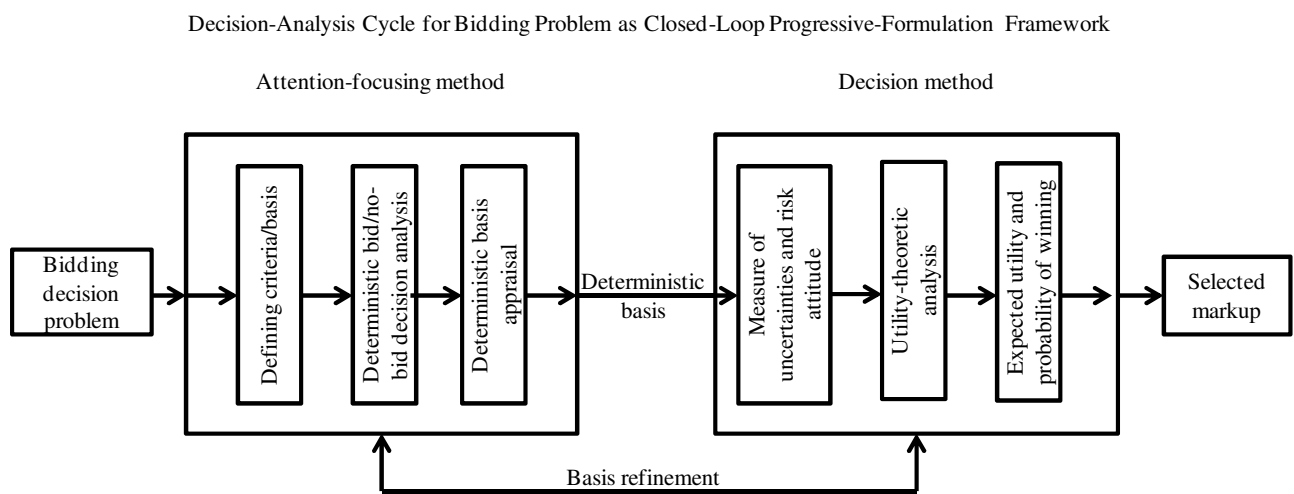 Decision-Analysis Cycle for Bidding Problem as Closed-Loop Progressive-Formulation Framework
Attention-focusing method
Decision method
Bidding
decision
problem
Defining criteria/basis
Deterministic bid/no-
bid decision analysis
Deterministic basis
appraisal
Deterministic
basis
Measure of
uncertainties and risk
attitude
Utility-theoretic
analysis
Expected utility and
probability of winning
Selected
markup
Basis refinement